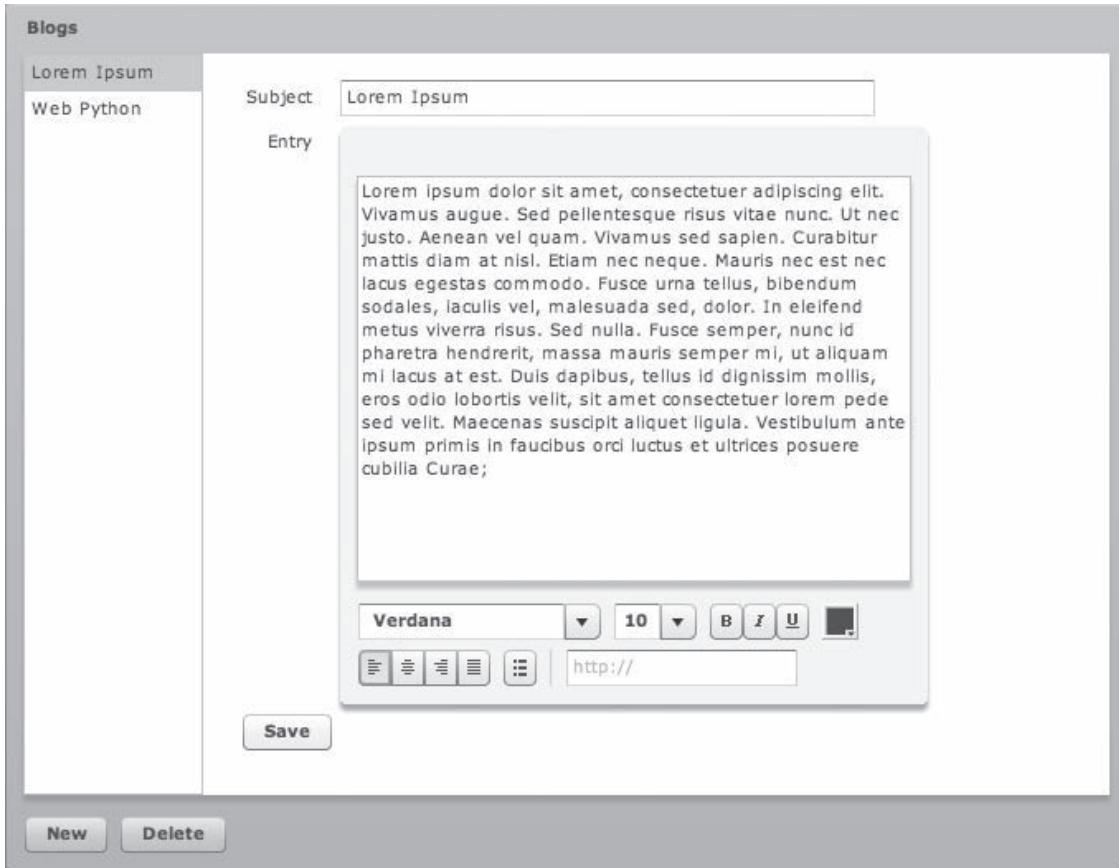 Blogs
Lorem Ipsum
Web Python
Subject
Lorem Ipsum
Entry
Lorem ipsum dolor sit amet, consectetuer adipiscing elit.
Vivamus augue. Sed pellentesque risus vitae nunc. Ut nec
justo. Aenean vel quam. Vivamus sed sapien. Curabitur
mattis diam at nisl. Etiam nec neque. Mauris nec est nec
lacus egestas commodo. Fusce urna tellus, bibendum
sodales, iaculis vel, malesuada sed, dolor. In eleifend
metus viverra risus. Sed nulla. Fusce semper, nunc id
pharetra hendrerit, massa mauris semper mi, ut aliquam
mi lacus at est. Duis dapibus, tellus id dignissim mollis,
eros odio lobortis velit, sit amet consectetuer lorem pede
sed velit. Maecenas suscipit aliquet ligula. Vestibulum ante
ipsum primis in faucibus orci luctus et ultrices posuere
cubilia Curae;
Verdana 10 B I U
http://
Save
New Delete